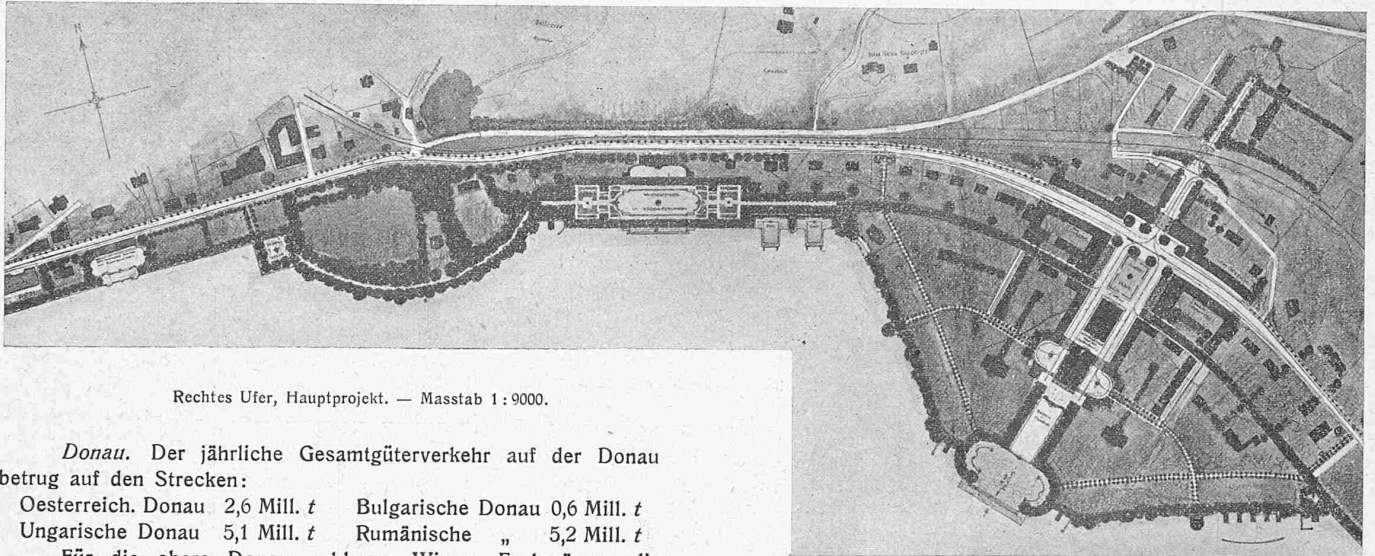 N
Rechtes Ufer, Hauptprojekt. — Masstab 1 : 9000.
Donau. Der jährliche Gesamtgüterverkehr auf der Donau
betrug auf den Strecken:
Oesterreich. Donau 2,6 Mill. t Bulgarische Donau 0,6 Mill. t
Ungarische Donau 5,1 Mill. t Rumänische „ 5,2 Mill. t